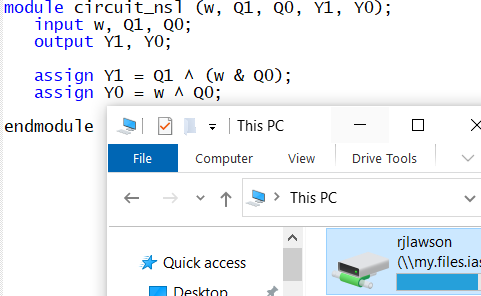 module circuit_nsl (w, Q1, Q0, Y1, Y0);
input w, Q1, Q0;
output Y1, Y0;
assign Y1 = Q1 ^ (w & Q0);
assign Y0 = w ^ Q0;
endmodule
This PC
File Computer View Drive Tools
This PC
Quick access
Desktop
rjlawson
(\\my.files.ias